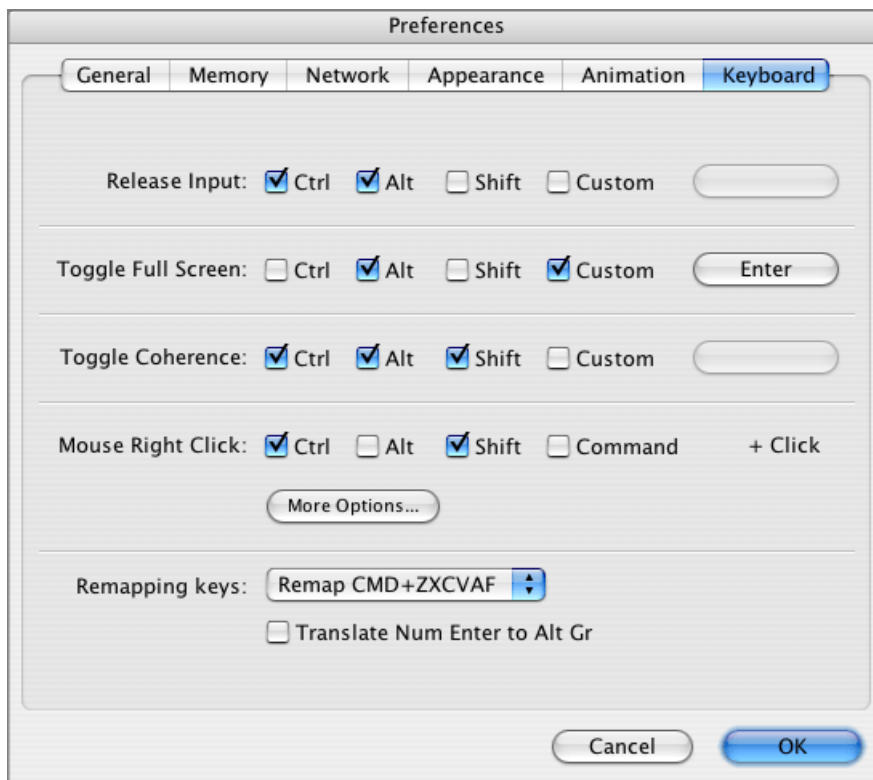 Preferences
General Memory Network Appearance Animation Keyboard
Release Input: Ctrl Alt Shift Custom
Toggle Full Screen: Ctrl Alt Shift Custom Enter
Toggle Coherence: Ctrl Alt Shift Custom
Mouse Right Click: Ctrl Alt Shift Command + Click
More Options...
Remapping keys: Remap CMD+ZXCVAF
Translate Num Enter to Alt Gr
Cancel OK